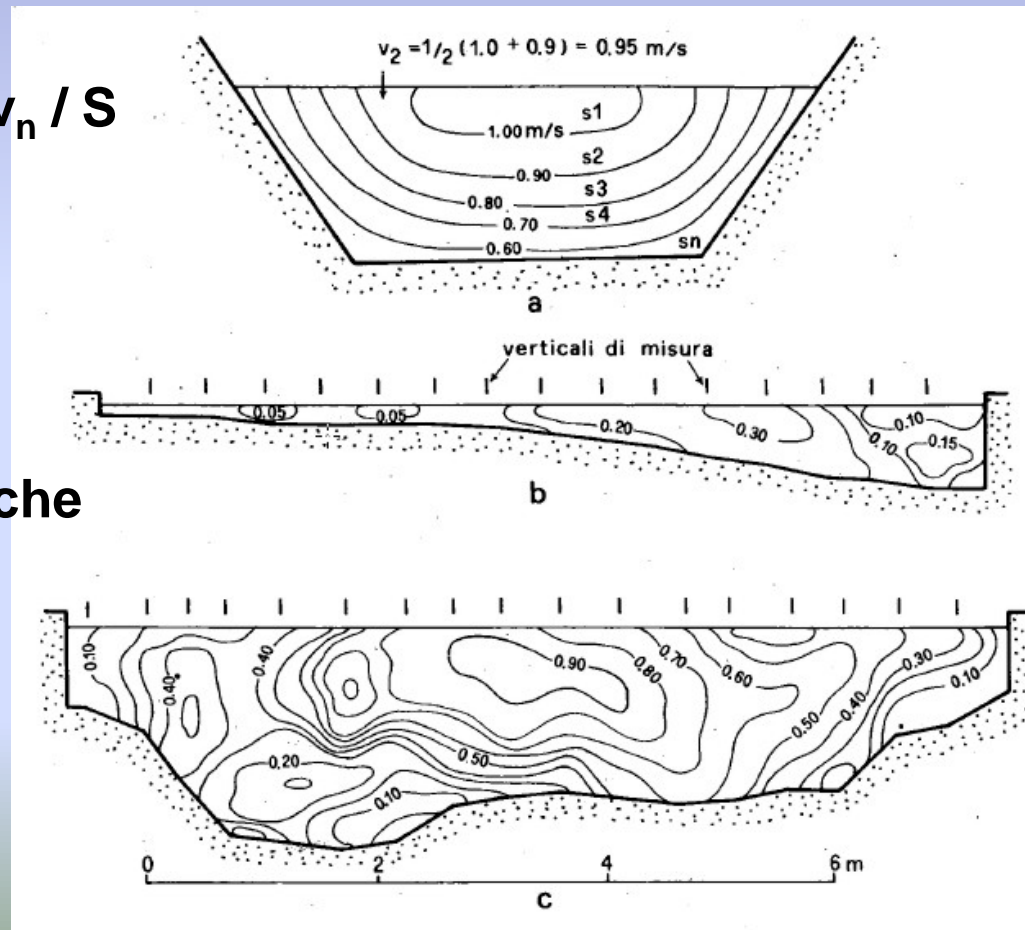 v₂ = 1/2 (1.0 + 0.9) = 0.95 m/s
vₙ / S
s1
1.00 m/s
s2
0.90
s3
0.80
s4
0.70
sn
0.60
a
verticali di misura
0.05 0.05 0.20 0.30 0.10 0.10 0.15
b
che
0.10 0.40 0.40 0.90 0.80 0.70 0.60 0.50 0.40 0.30 0.10
0.50
0.20
0.10
0 2 4 6 m
c